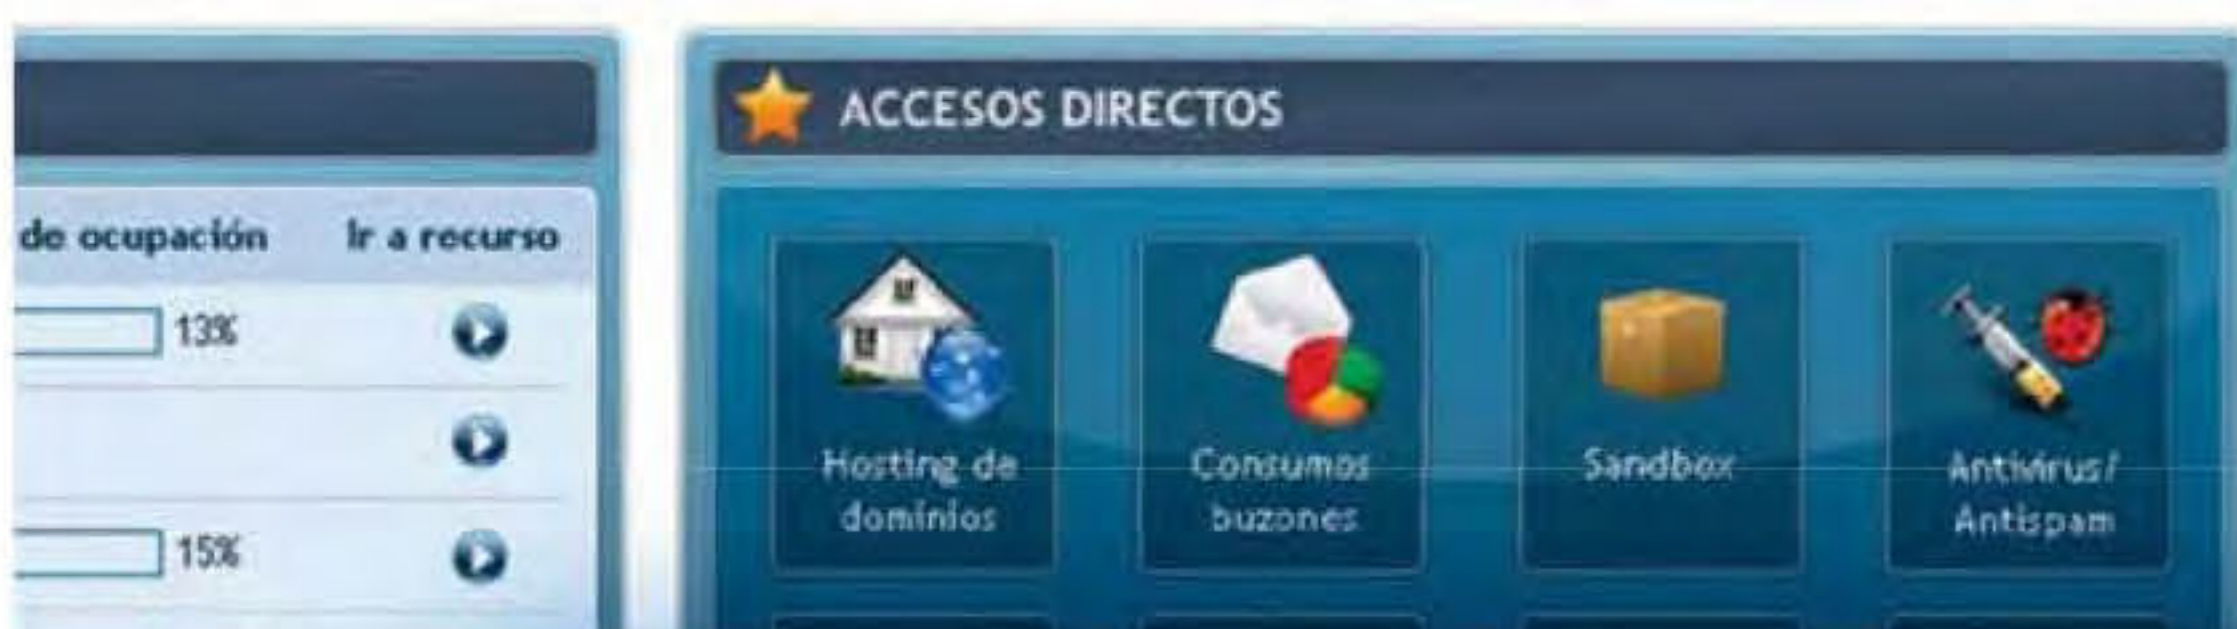 ACCESOS DIRECTOS
de ocupación Ir a recurso
13%
15%
Hosting de
dominios
Consumos
buzones
Sandbox
Antivirus/
Antispam